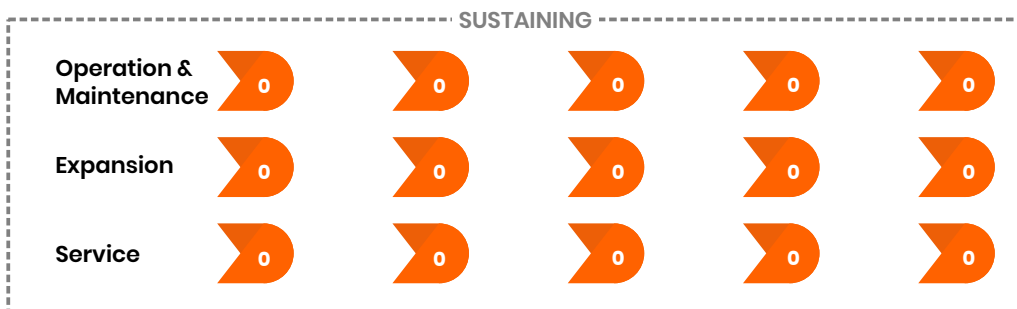 SUSTAINING
Operation &
Maintenance
0 0 0 0 0
Expansion
0 0 0 0 0
Service
0 0 0 0 0